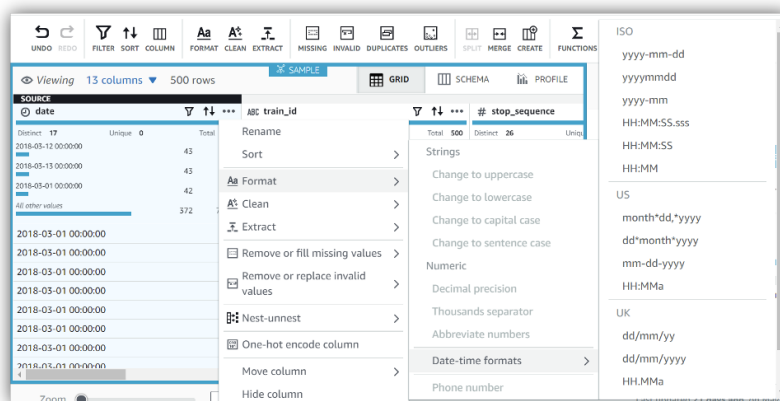 UNDO REDO FILTER SORT COLUMN FORMAT CLEAN EXTRACT MISSING INVALID DUPLICATES OUTLIERS SPLIT MERGE CREATE FUNCTIONS
SAMPLE
Viewing 13 columns 500 rows
GRID SCHEMA PROFILE
SOURCE
date
ABC train_id
# stop_sequence
Distinct 17 Unique 0 Total
Total 500 Distinct 26
2018-03-12 00:00:00 43
2018-03-13 00:00:00 43
2018-03-01 00:00:00 42
All other values 372
2018-03-01 00:00:00
2018-03-01 00:00:00
2018-03-01 00:00:00
2018-03-01 00:00:00
2018-03-01 00:00:00
2018-03-01 00:00:00
2018-03-01 00:00:00
2018-03-01 00:00:00
Zoom
Rename
Sort
Aa Format
Clean
Extract
Remove or fill missing values
Remove or replace invalid
values
Nest-unnest
One-hot encode column
Move column
Hide column
Strings
Change to uppercase
Change to lowercase
Change to capital case
Change to sentence case
Numeric
Decimal precision
Thousands separator
Abbreviate numbers
Date-time formats
Phone number
ISO
yyyy-mm-dd
yyyymmdd
yyyy-mm
HH:MM:SS.sss
HH:MM:SS
HH:MM
US
month*dd,*yyyy
dd*month*yyyy
mm-dd-yyyy
HH:MMa
UK
dd/mm/yy
dd/mm/yyyy
HH.MMa